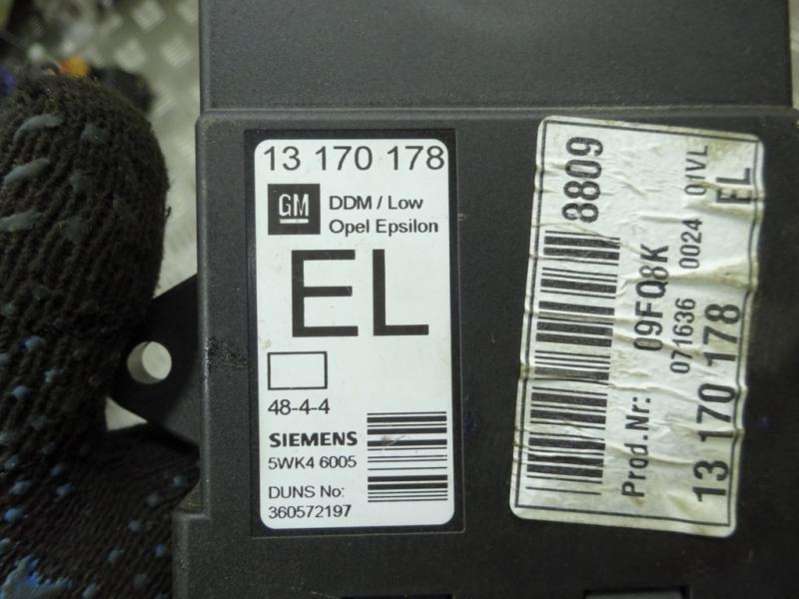 13 170 178
GM
DDM / Low
Opel Epsilon
EL
48-4-4
SIEMENS
5WK4 6005
DUNS No:
360572197
8809
Prod.Nr: 09FQ8K
071636 0024 01VL
13 170 178 EL